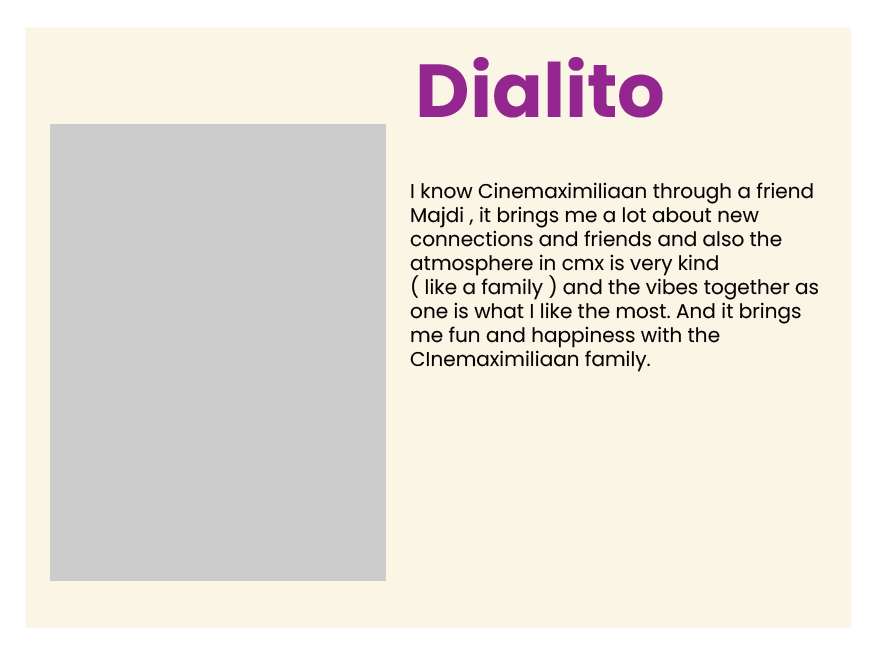 Dialito
I know Cinemaximiliaan through a friend
Majdi , it brings me a lot about new
connections and friends and also the
atmosphere in cmx is very kind
( like a family ) and the vibes together as
one is what I like the most. And it brings
me fun and happiness with the
CInemaximiliaan family.